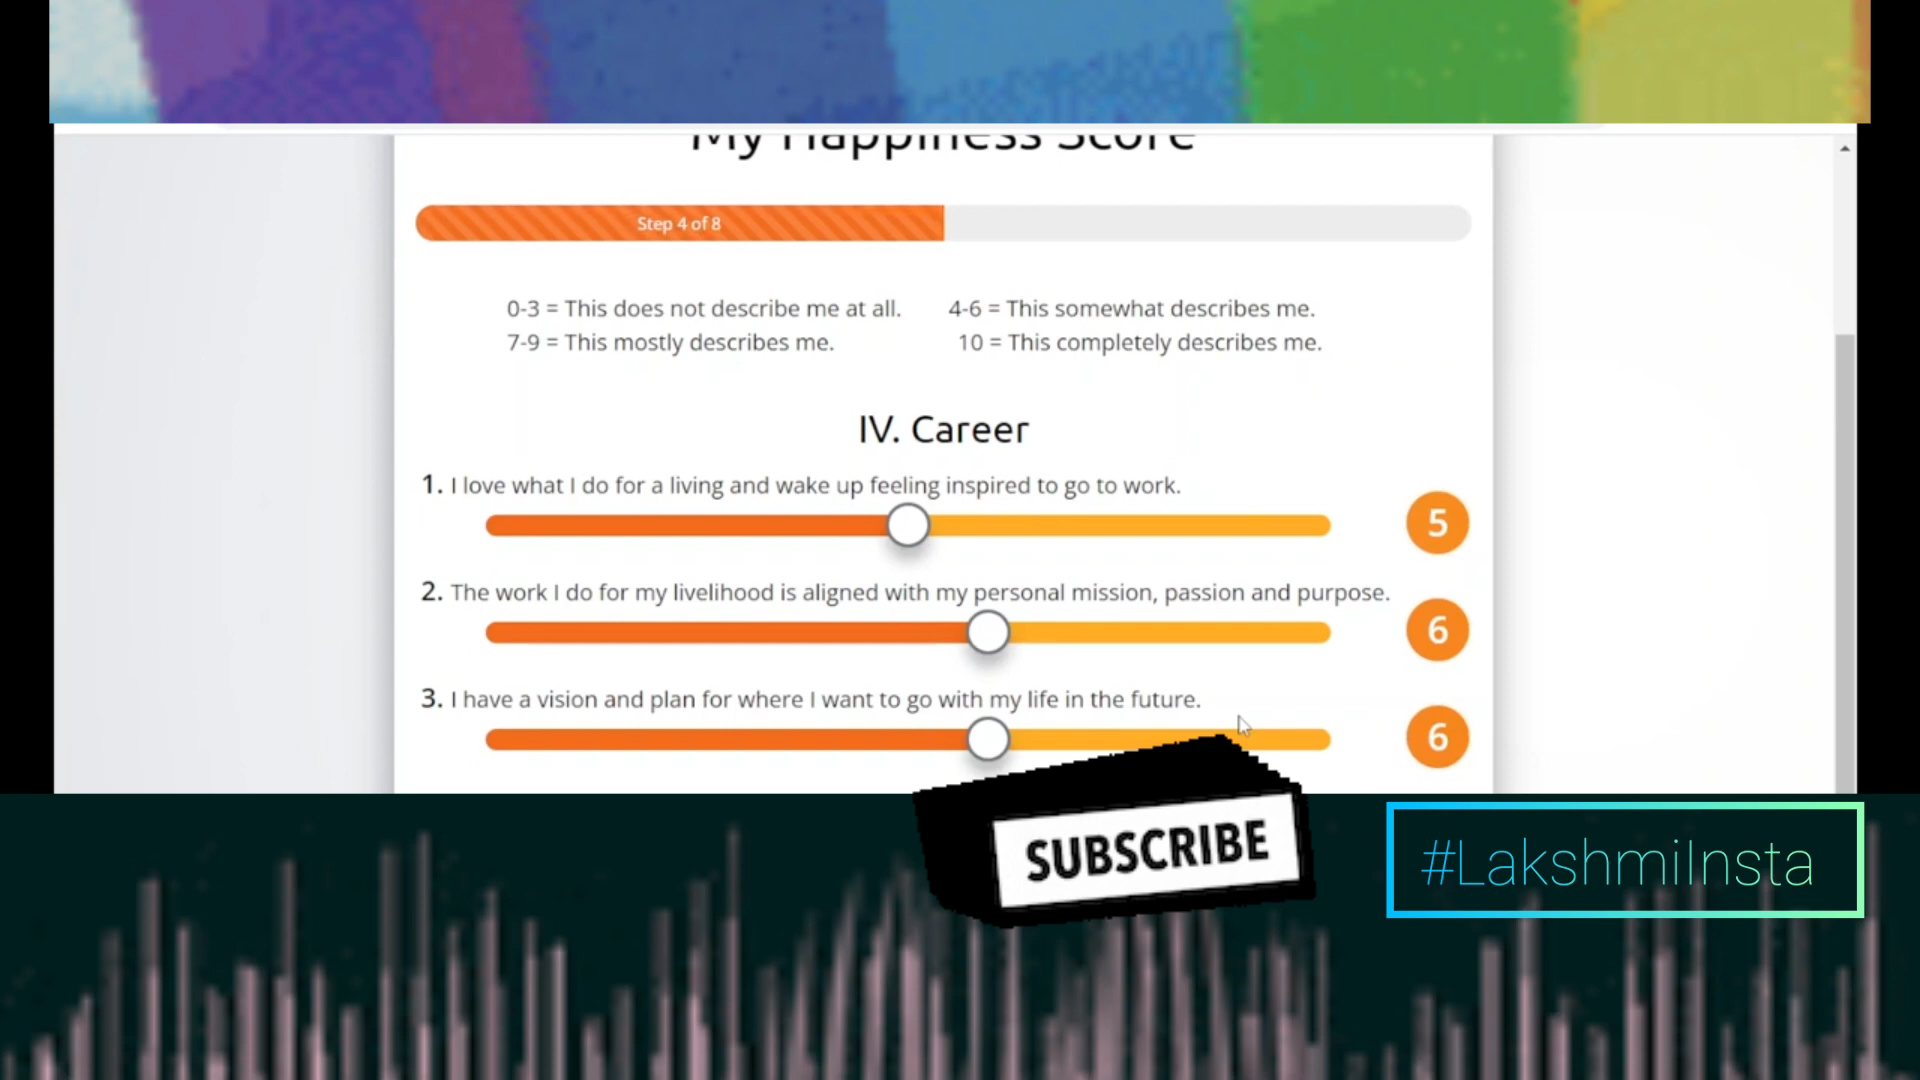 My Happiness Score
Step 4 of 8
0-3 = This does not describe me at all. 4-6 = This somewhat describes me.
7-9 = This mostly describes me. 10 = This completely describes me.
IV. Career
1. I love what I do for a living and wake up feeling inspired to go to work.
5
2. The work I do for my livelihood is aligned with my personal mission, passion and purpose.
6
3. I have a vision and plan for where I want to go with my life in the future.
6
SUBSCRIBE
#LakshmiInsta